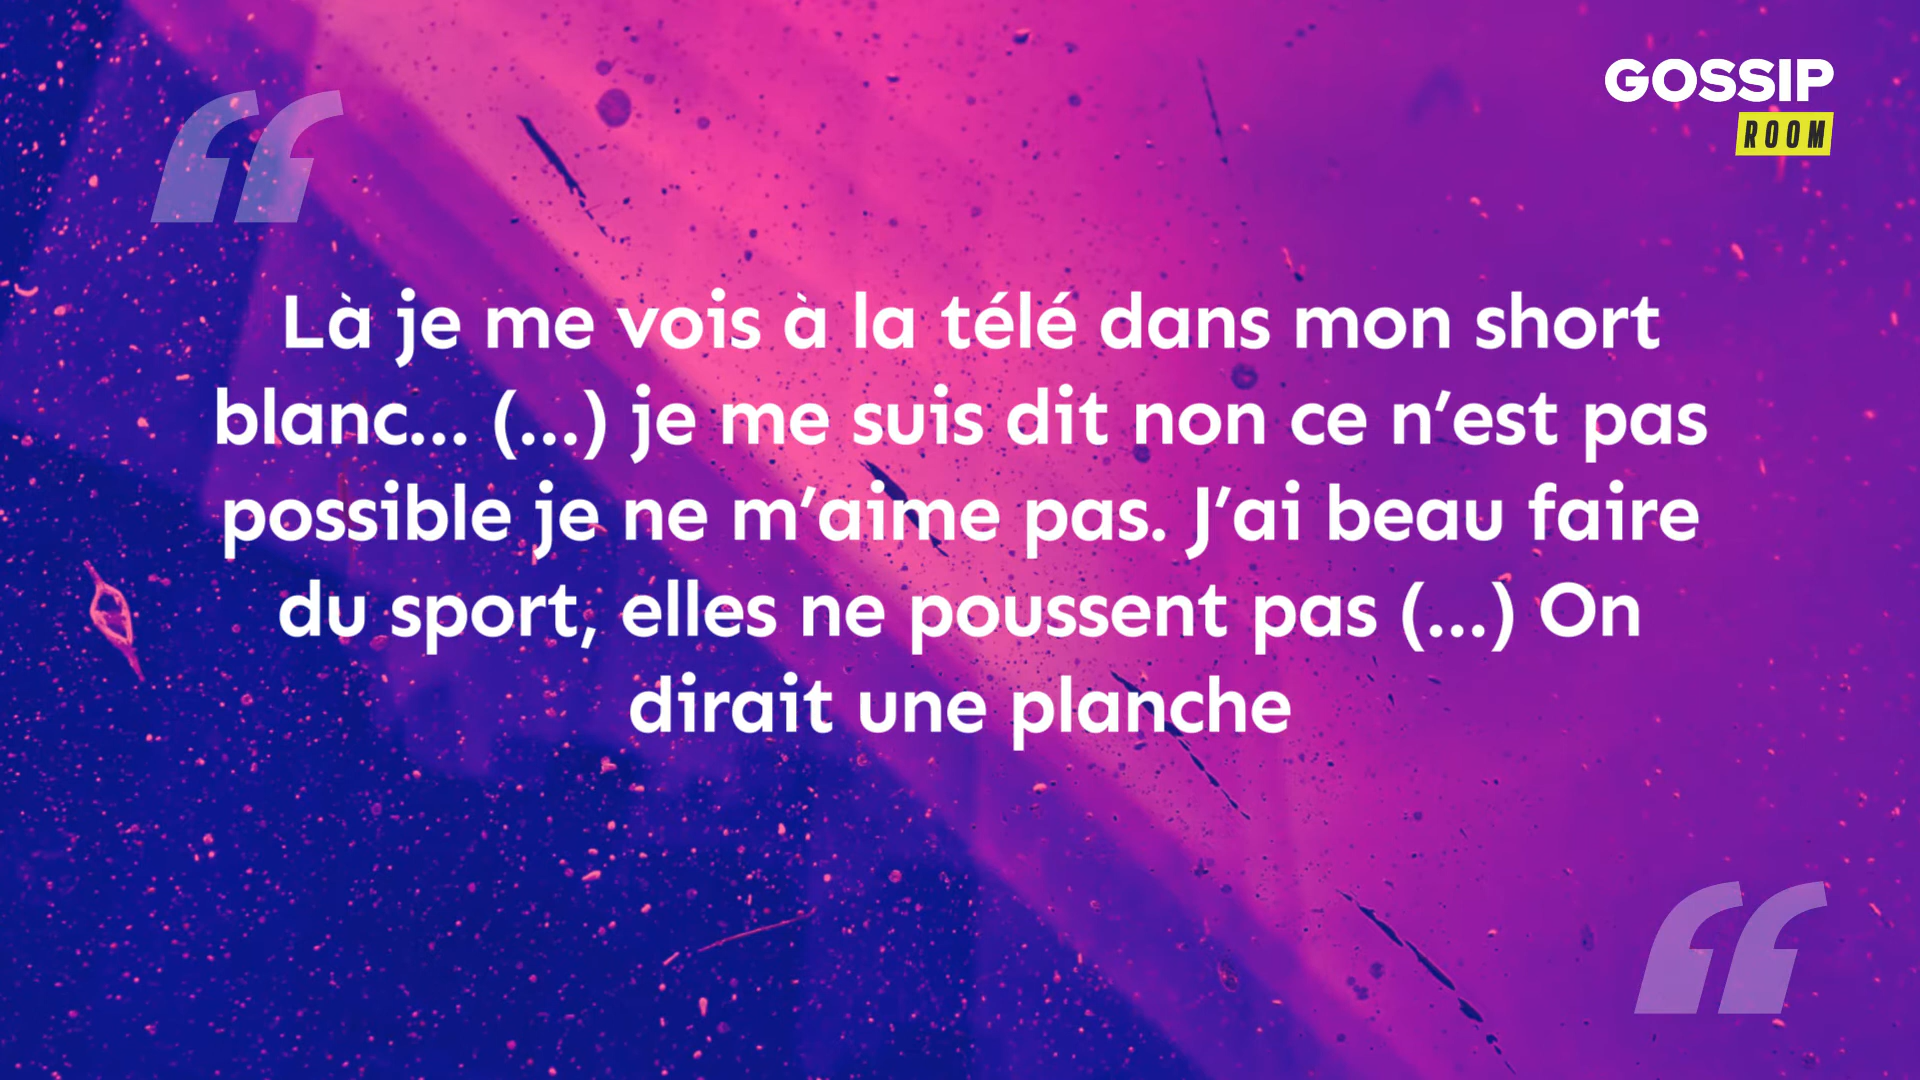 GOSSIP
ROOM
“
Là je me vois à la télé dans mon short
blanc... (...) je me suis dit non ce n’est pas
possible je ne m’aime pas. J’ai beau faire
du sport, elles ne poussent pas (...) On
dirait une planche
“